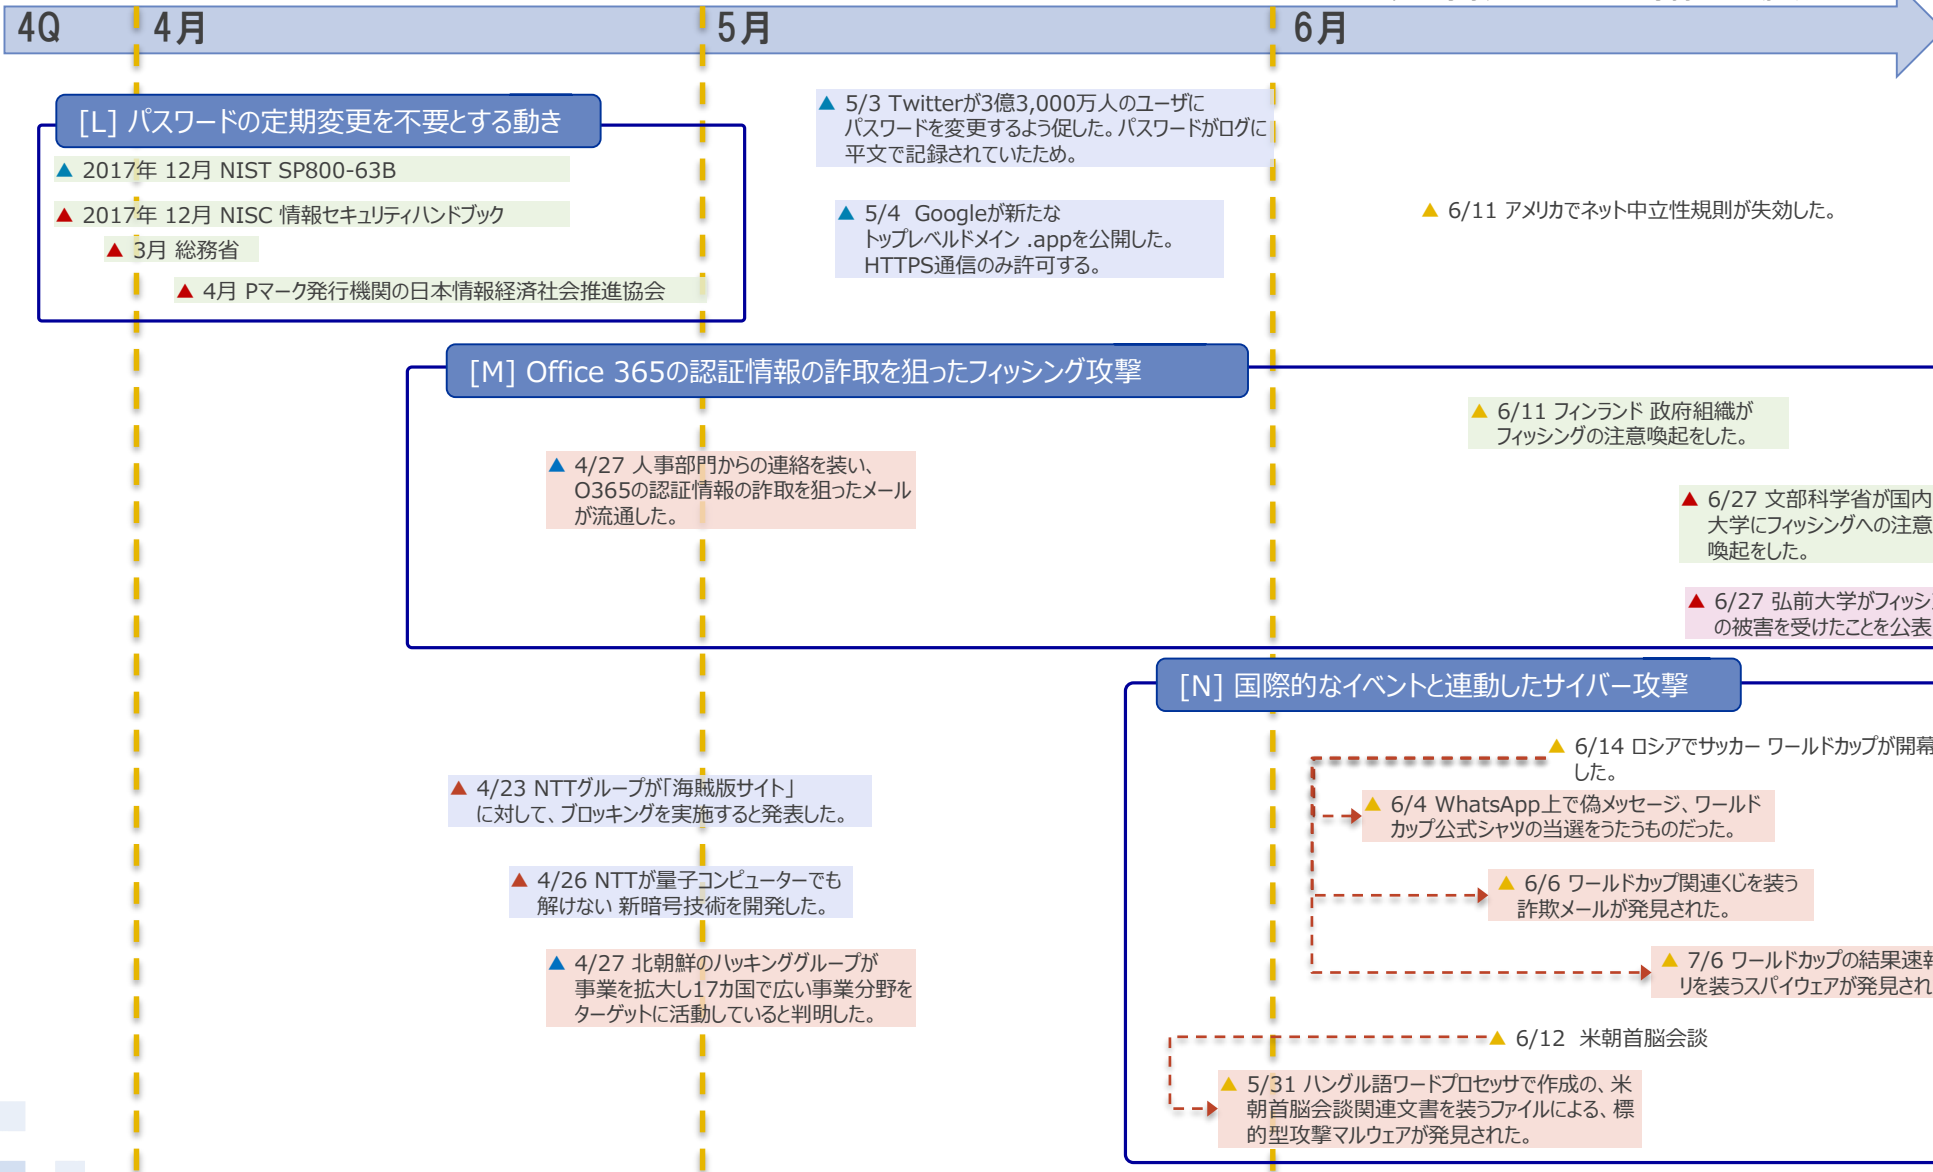 4Q
4月
5月
6月
[L] パスワードの定期変更を不要とする動き
▲ 2017年 12月 NIST SP800-63B
▲ 2017年 12月 NISC 情報セキュリティハンドブック
▲ 3月 総務省
▲ 4月 Pマーク発行機関の日本情報経済社会推進協会
▲ 5/3 Twitterが3億3,000万人のユーザに
パスワードを変更するよう促した。パスワードがログに
平文で記録されていたため。
▲ 5/4 Googleが新たな
トップレベルドメイン .appを公開した。
HTTPS通信のみ許可する。
▲ 6/11 アメリカでネット中立性規則が失効した。
[M] Office 365の認証情報の詐取を狙ったフィッシング攻撃
▲ 4/27 人事部門からの連絡を装い、
O365の認証情報の詐取を狙ったメール
が流通した。
▲ 6/11 フィンランド 政府組織が
フィッシングの注意喚起をした。
▲ 6/27 文部科学省が国内
大学にフィッシングへの注意
喚起をした。
▲ 6/27 弘前大学がフィッシ
の被害を受けたことを公表
[N] 国際的なイベントと連動したサイバー攻撃
▲ 6/14 ロシアでサッカー ワールドカップが開幕
した。
▲ 6/4 WhatsApp上で偽メッセージ、ワールド
カップ公式シャツの当選をうたうものだった。
▲ 6/6 ワールドカップ関連くじを装う
詐欺メールが発見された。
▲ 7/6 ワールドカップの結果速報
リを装うスパイウェアが発見され
▲ 6/12 米朝首脳会談
▲ 5/31 ハングル語ワードプロセッサで作成の、米
朝首脳会談関連文書を装うファイルによる、標
的型攻撃マルウェアが発見された。
▲ 4/23 NTTグループが「海賊版サイト」
に対して、ブロッキングを実施すると発表した。
▲ 4/26 NTTが量子コンピューターでも
解けない 新暗号技術を開発した。
▲ 4/27 北朝鮮のハッキンググループが
事業を拡大し17カ国で広い事業分野を
ターゲットに活動していると判明した。